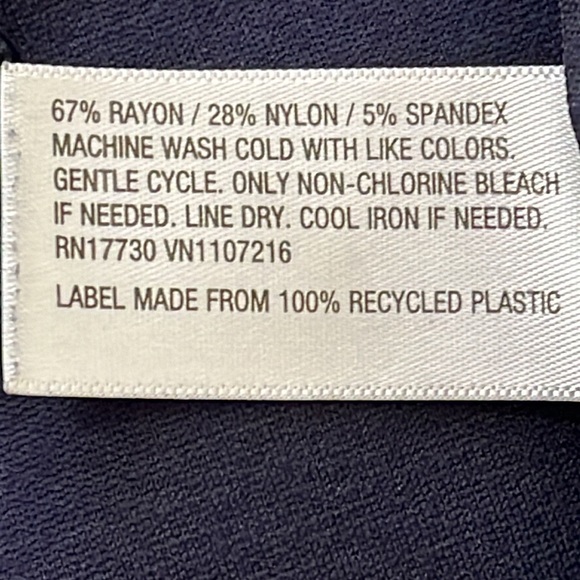 67% RAYON / 28% NYLON / 5% SPANDEX
MACHINE WASH COLD WITH LIKE COLORS.
GENTLE CYCLE. ONLY NON-CHLORINE BLEACH
IF NEEDED. LINE DRY. COOL IRON IF NEEDED.
RN17730 VN1107216
LABEL MADE FROM 100% RECYCLED PLASTIC